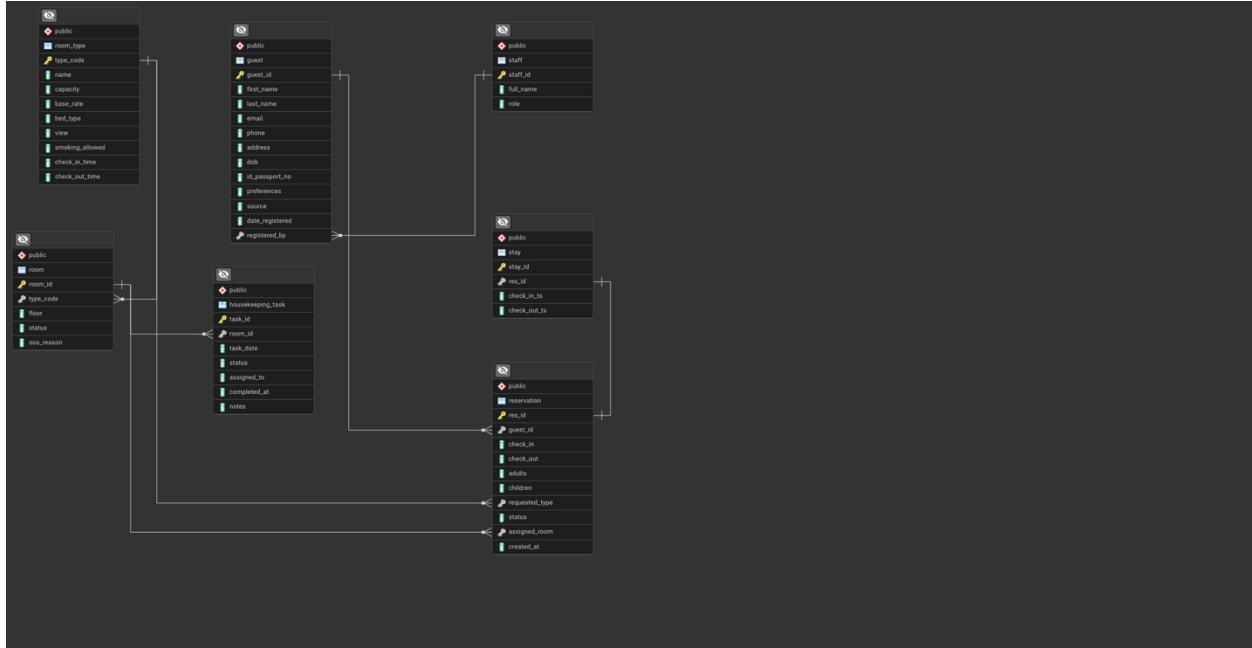 public
room_type
type_code
name
capacity
base_rate
bed_type
view
smoking_allowed
check_in_time
check_out_time
public
guest
guest_id
first_name
last_name
email
phone
address
dob
id_passport_no
preferences
source
date_registered
registered_by
public
staff
staff_id
full_name
role
public
room
room_id
type_code
floor
status
oos_reason
public
housekeeping_task
task_id
room_id
task_date
status
assigned_to
completed_at
notes
public
stay
stay_id
res_id
check_in_ts
check_out_ts
public
reservation
res_id
guest_id
check_in
check_out
adults
children
requested_type
status
assigned_room
created_at